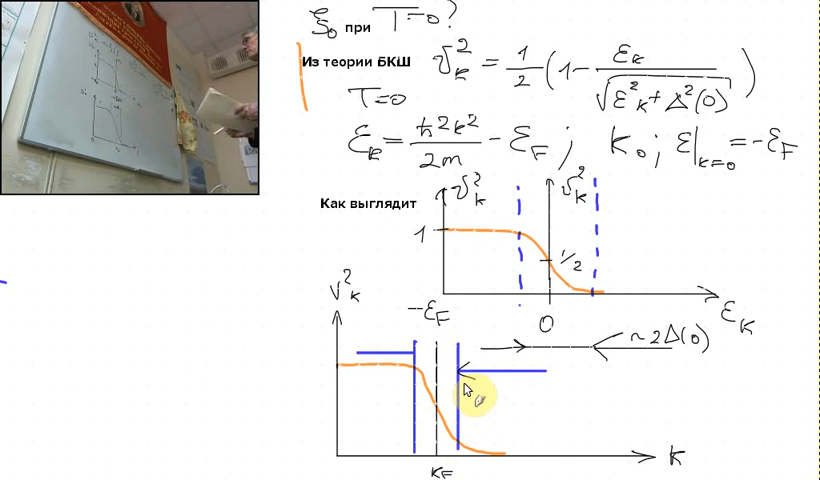 ξ₀ при T=0?
Из теории БКШ v²ₖ = 1/2 (1 - εₖ / √(ε²ₖ + Δ²(0)))
T=0
εₖ = ħ²k² / 2m - ε_F ; k₀ ; ε|ₖ₌₀ = -ε_F
Как выглядит v²ₖ v²ₖ
1
1/2
-ε_F 0 εₖ
~2Δ(0)
v²ₖ
k_F k